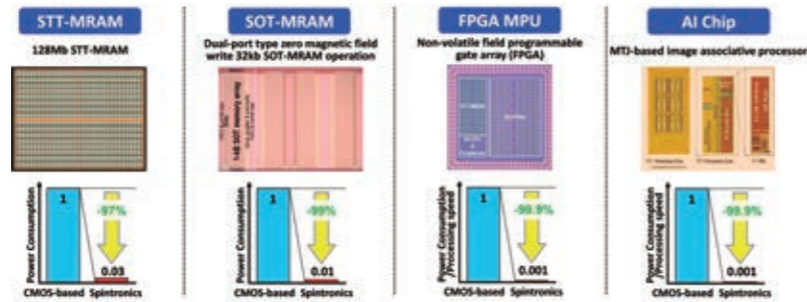 STT-MRAM
128Mb STT-MRAM
Power Consumption
1
-97%
0.03
CMOS-based Spintronics
SOT-MRAM
Dual-port type zero magnetic field
write 32kb SOT-MRAM operation
Power Consumption
1
-99%
0.01
CMOS-based Spintronics
FPGA MPU
Non-volatile field programmable
gate array (FPGA)
Power Consumption
/Processing speed
1
-99.9%
0.001
CMOS-based Spintronics
AI Chip
MTJ-based image associative processor
Power Consumption
/Processing speed
1
-99.9%
0.001
CMOS-based Spintronics